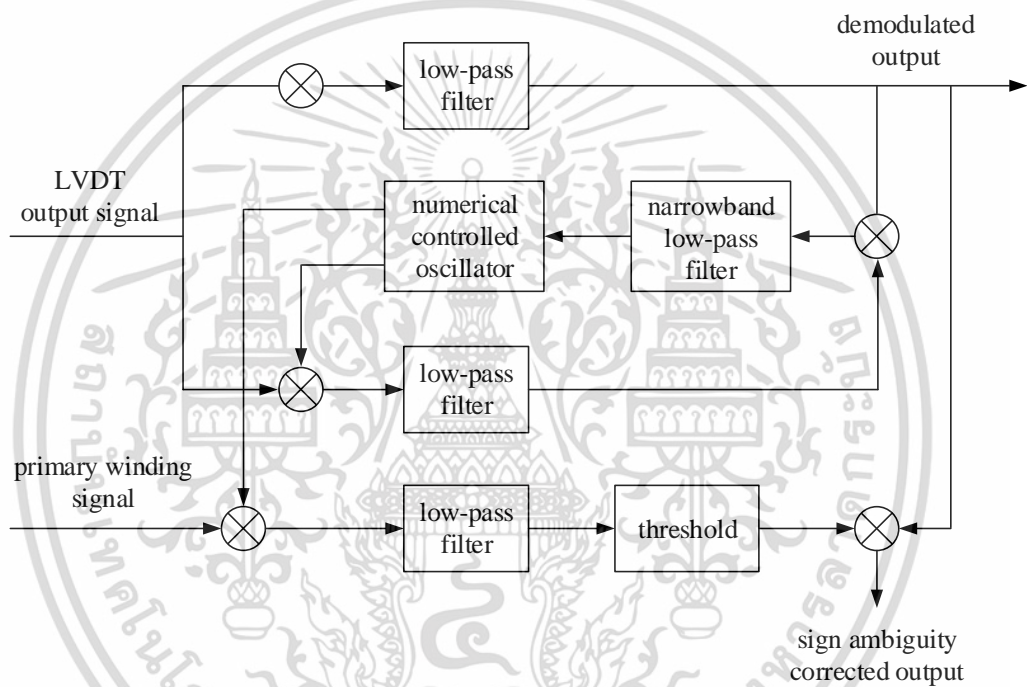 demodulated
output
low-pass
filter
LVDT
output signal
numerical
controlled
oscillator
narrowband
low-pass
filter
low-pass
filter
primary winding
signal
low-pass
filter
threshold
sign ambiguity
corrected output